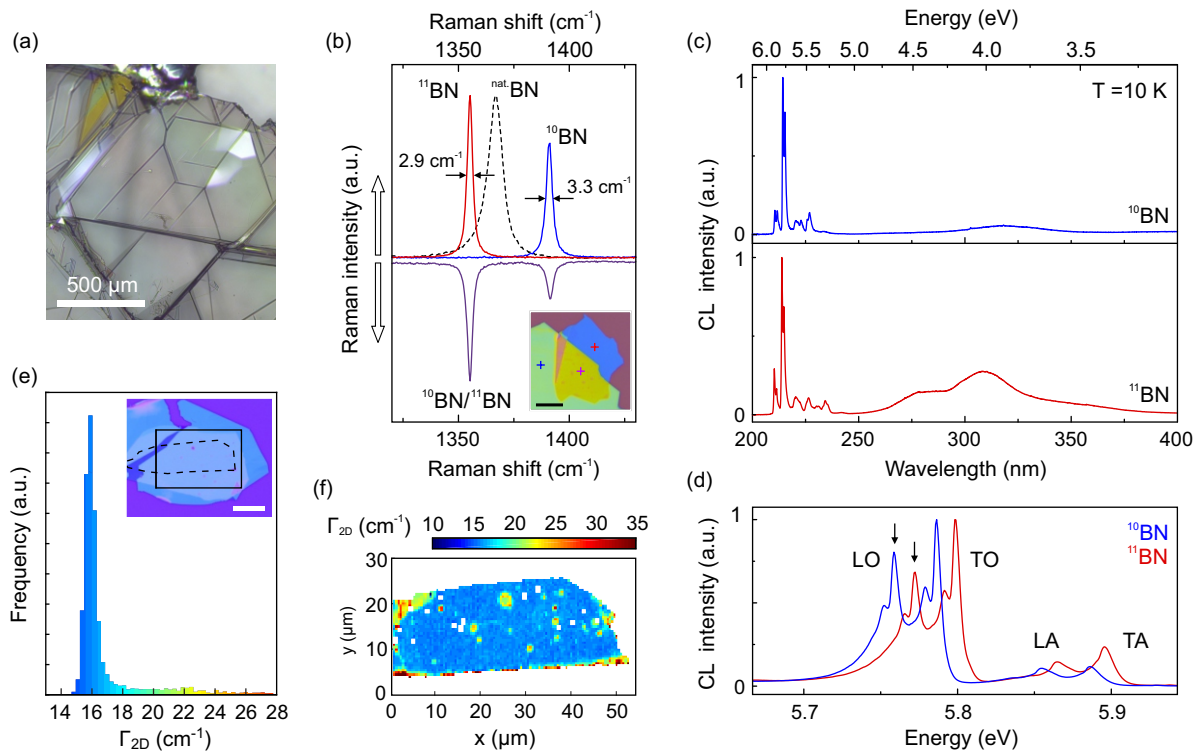 (a)
500 µm
(b)
Raman shift (cm⁻¹)
1350 1400
¹¹BN
nat.BN
¹⁰BN
2.9 cm⁻¹
3.3 cm⁻¹
Raman intensity (a.u.)
¹⁰BN/¹¹BN
1350 1400
Raman shift (cm⁻¹)
(c)
Energy (eV)
6.0 5.5 5.0 4.5 4.0 3.5
1
T =10 K
¹⁰BN
0
1
¹¹BN
0
CL intensity (a.u.)
200 250 300 350 400
Wavelength (nm)
(d)
1
¹⁰BN
¹¹BN
LO
TO
LA
TA
0
CL intensity (a.u.)
5.7 5.8 5.9
Energy (eV)
(e)
Frequency (a.u.)
14 16 18 20 22 24 26 28
Γ2D (cm⁻¹)
(f)
Γ2D (cm⁻¹) 10 15 20 25 30 35
30
20
10
0
y (µm)
0 10 20 30 40 50
x (µm)